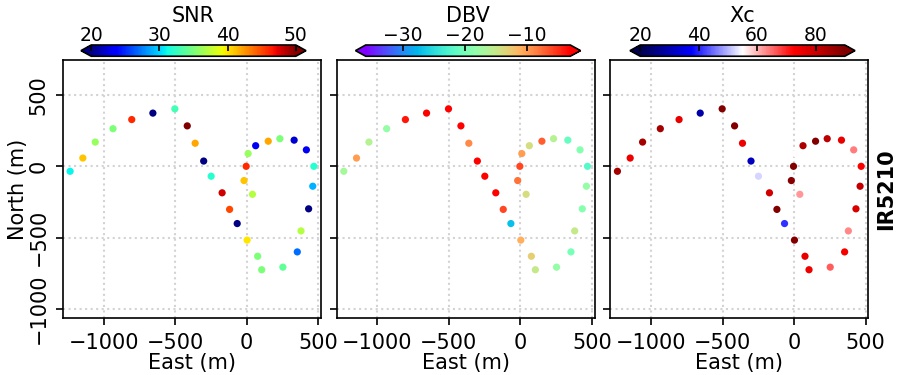 SNR DBV Xc
20 30 40 50 −30 −20 −10 20 40 60 80
North (m)
500
0
−500
−1000
IR5210
−1000 −500 0 500 −1000 −500 0 500 −1000 −500 0 500
East (m) East (m) East (m)